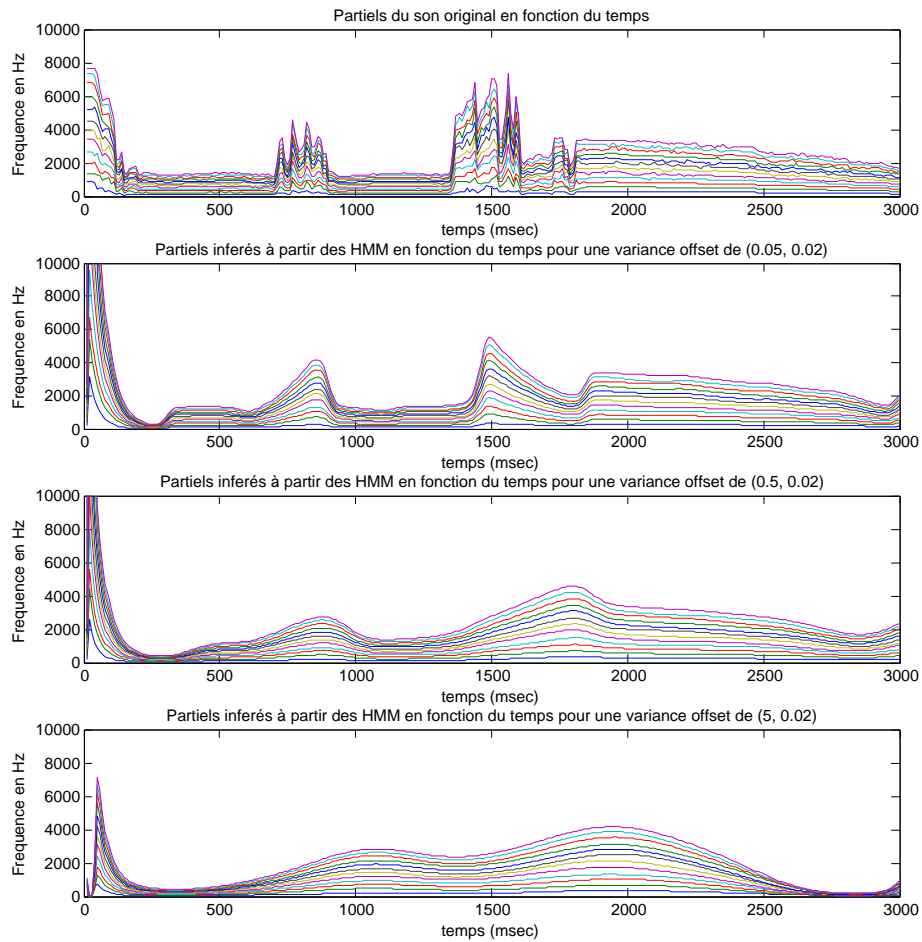 Partiels du son original en fonction du temps
10000
8000
6000
4000
2000
0
Frequence en Hz
0 500 1000 1500 2000 2500 3000
temps (msec)
Partiels inferés à partir des HMM en fonction du temps pour une variance offset de (0.05, 0.02)
10000
8000
6000
4000
2000
0
Frequence en Hz
0 500 1000 1500 2000 2500 3000
temps (msec)
Partiels inferés à partir des HMM en fonction du temps pour une variance offset de (0.5, 0.02)
10000
8000
6000
4000
2000
0
Frequence en Hz
0 500 1000 1500 2000 2500 3000
temps (msec)
Partiels inferés à partir des HMM en fonction du temps pour une variance offset de (5, 0.02)
10000
8000
6000
4000
2000
0
Frequence en Hz
0 500 1000 1500 2000 2500 3000
temps (msec)